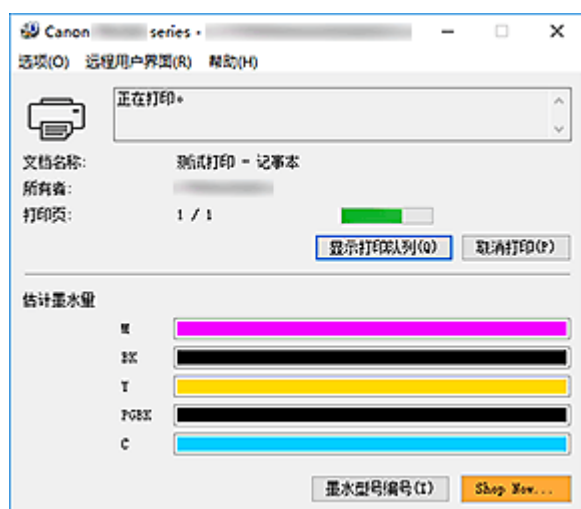 Canon series •
选项(O) 远程用户界面(R) 帮助(H)
正在打印。
文档名称: 测试打印 - 记事本
所有者:
打印页: 1 / 1
显示打印队列(Q) 取消打印(P)
估计墨水量
M
BK
Y
PGBK
C
墨水型号编号(I) Shop Now...